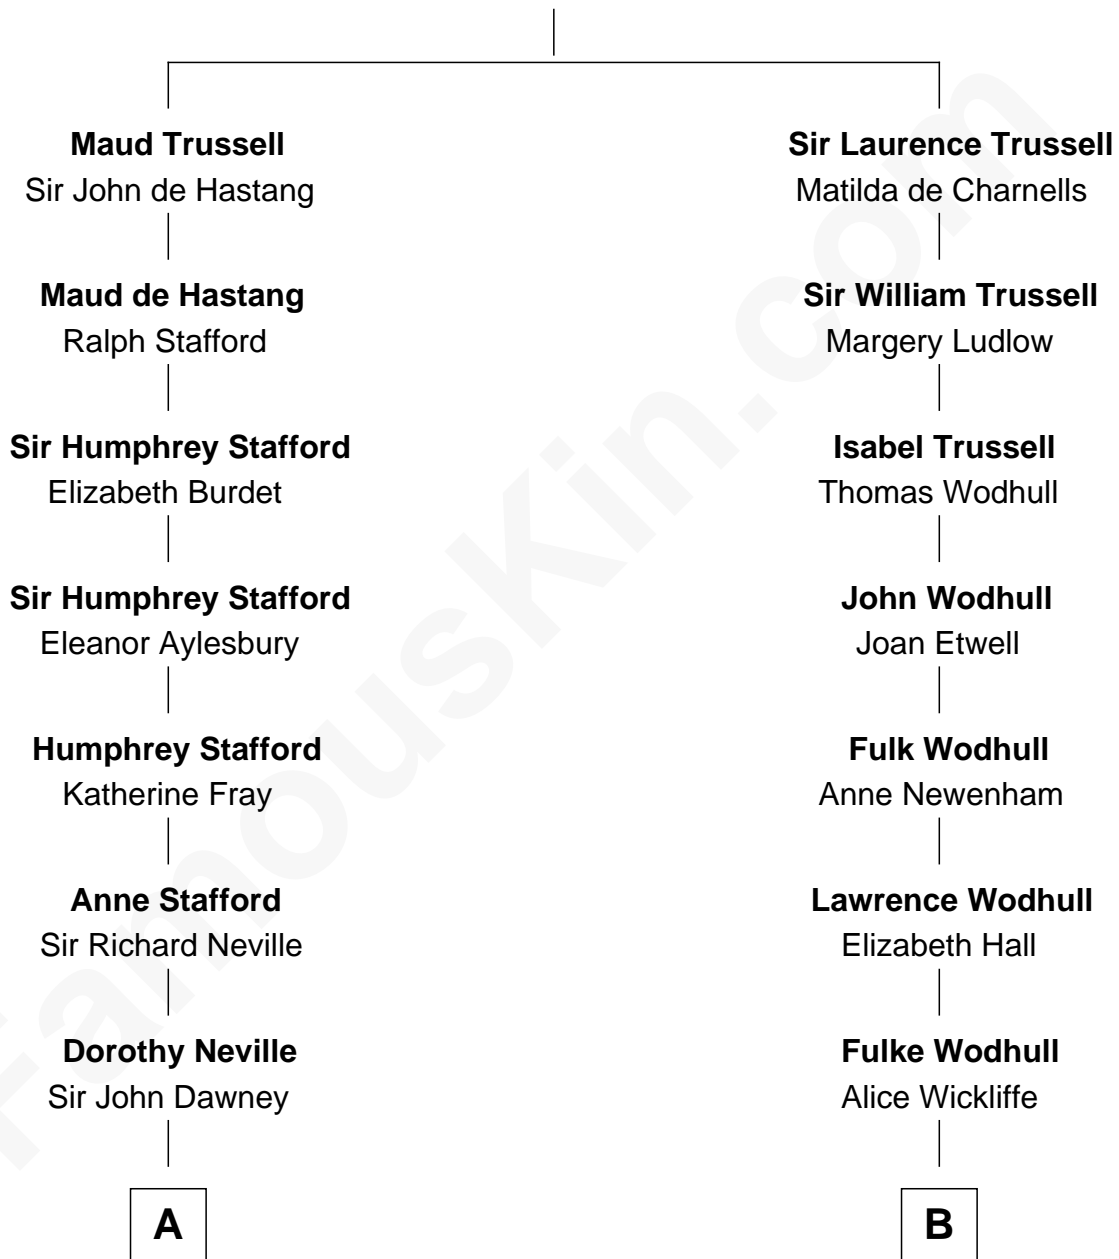 Maud Trussell
Sir John de Hastang
Maud de Hastang
Ralph Stafford
Sir Humphrey Stafford
Elizabeth Burdet
Sir Humphrey Stafford
Eleanor Aylesbury
Humphrey Stafford
Katherine Fray
Anne Stafford
Sir Richard Neville
Dorothy Neville
Sir John Dawney
A
Sir Laurence Trussell
Matilda de Charnells
Sir William Trussell
Margery Ludlow
Isabel Trussell
Thomas Wodhull
John Wodhull
Joan Etwell
Fulk Wodhull
Anne Newenham
Lawrence Wodhull
Elizabeth Hall
Fulke Wodhull
Alice Wickliffe
B
FamousKin.com